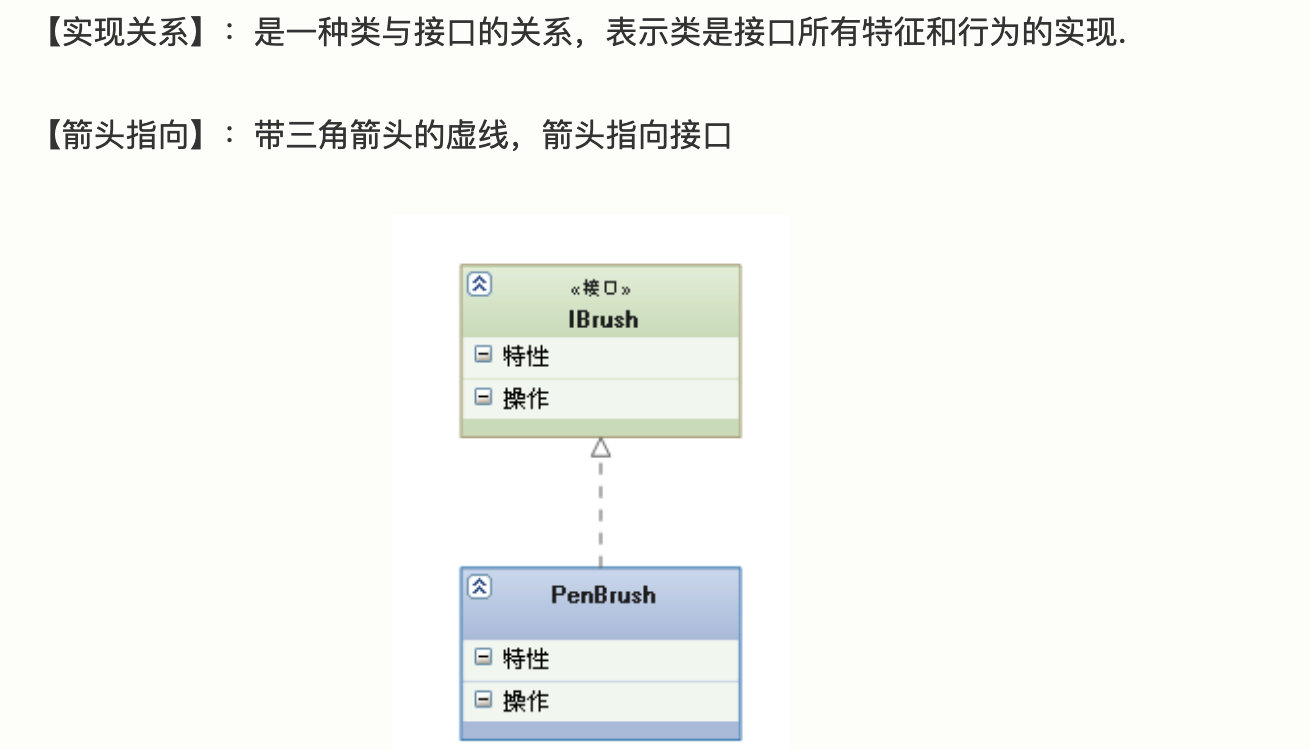 【实现关系】：是一种类与接口的关系，表示类是接口所有特征和行为的实现.
【箭头指向】：带三角箭头的虚线，箭头指向接口
«接口»
IBrush
特性
操作
PenBrush
特性
操作